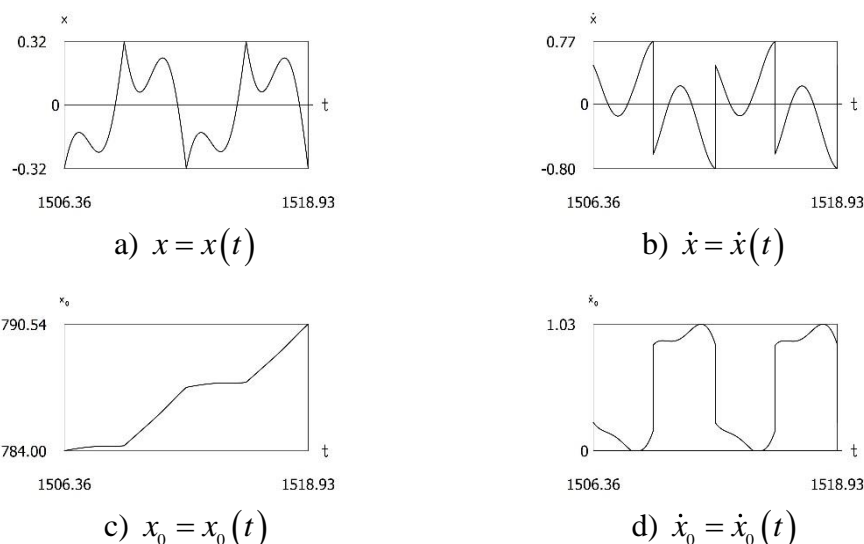 x
0.32
0
t
-0.32
1506.36
1518.93
a) x = x(t)
ẋ
0.77
0
t
-0.80
1506.36
1518.93
b) ẋ = ẋ(t)
x₀
790.54
784.00
t
1506.36
1518.93
c) x₀ = x₀(t)
ẋ₀
1.03
0
t
1506.36
1518.93
d) ẋ₀ = ẋ₀(t)